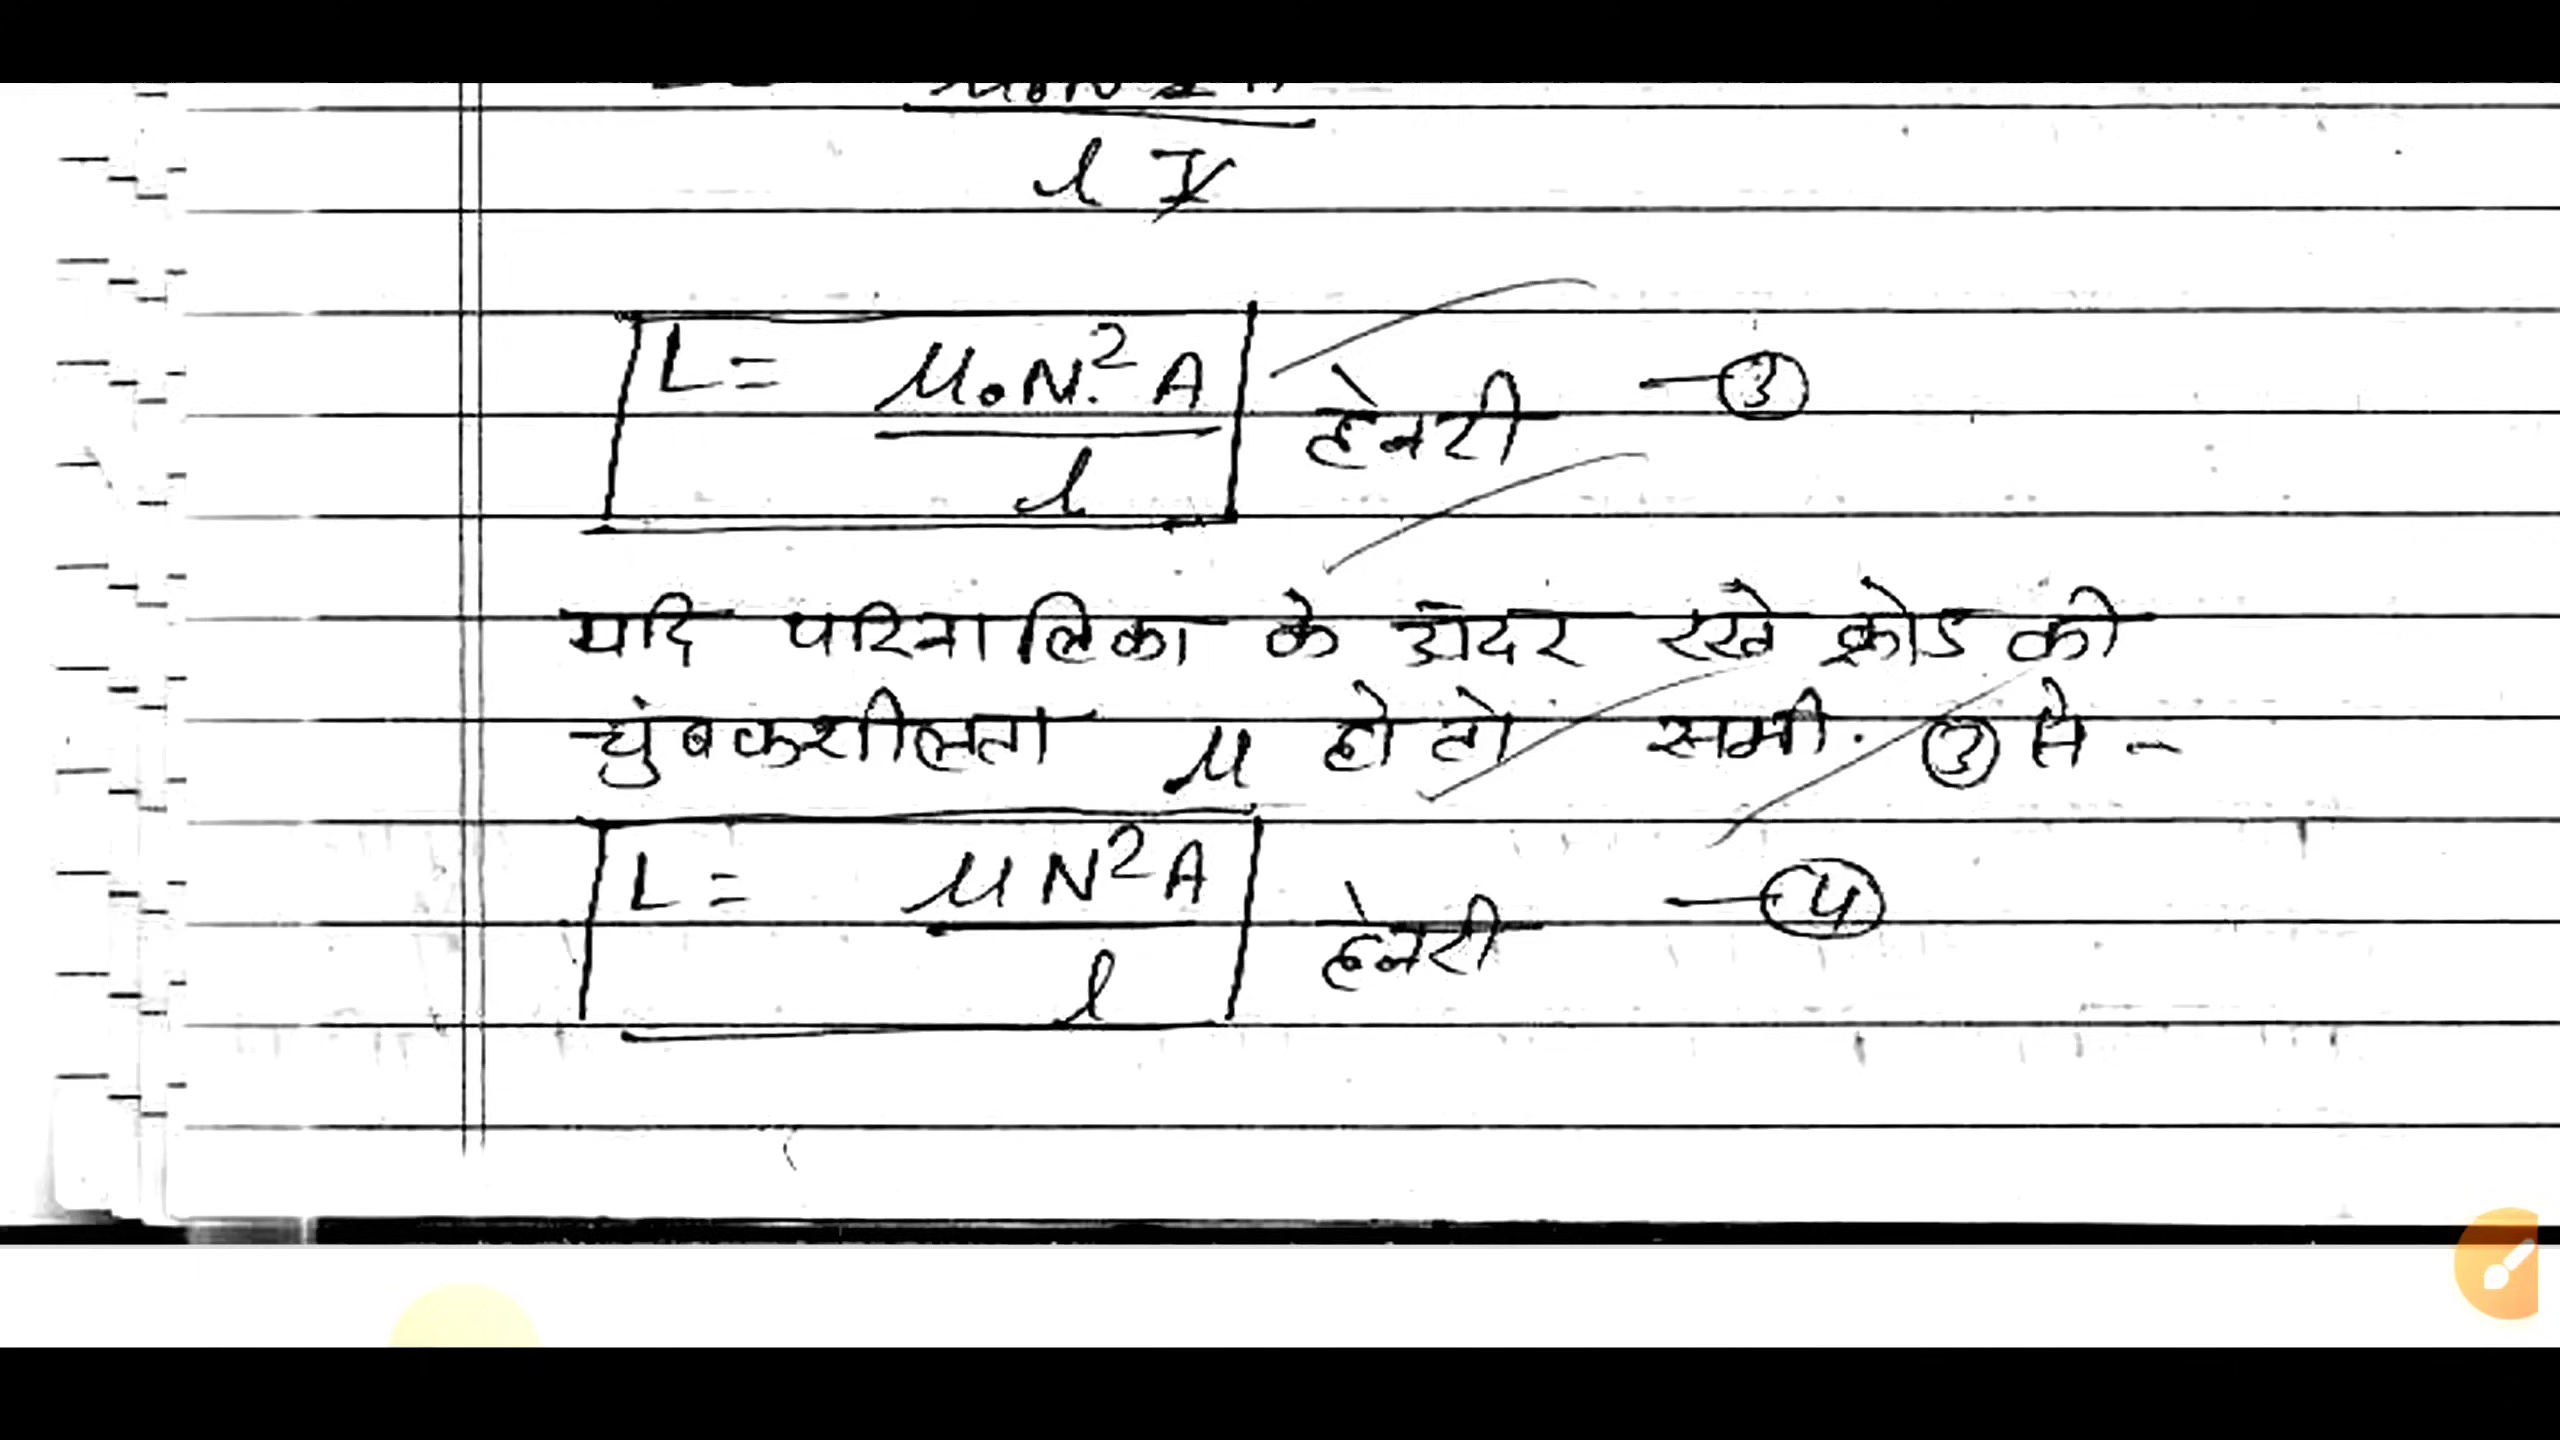 l I
L = μ₀N²A / l हेनरी —③
यदि परिनालिका के अंदर रखे क्रोड की
चुंबकशीलता μ हो तो समी. ③ से -
L = μN²A / l हेनरी —④